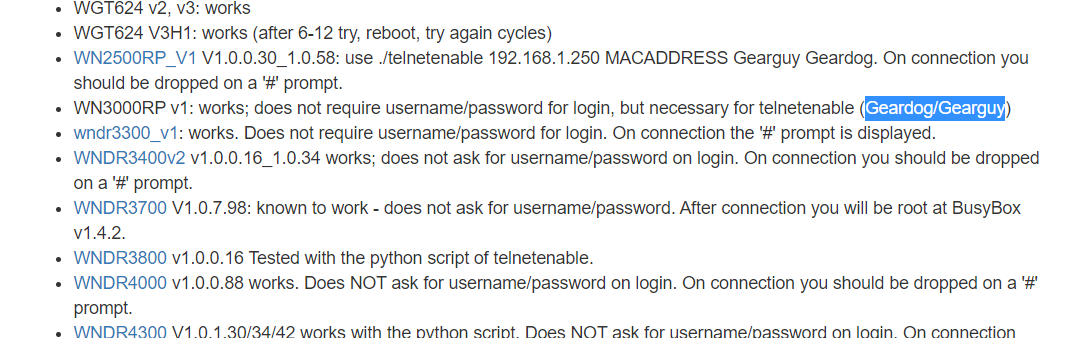 WGT624 v2, v3: works
WGT624 V3H1: works (after 6-12 try, reboot, try again cycles)
WN2500RP_V1 V1.0.0.30_1.0.58: use ./telnetenable 192.168.1.250 MACADDRESS Gearguy Geardog. On connection you
should be dropped on a '#' prompt.
WN3000RP v1: works; does not require username/password for login, but necessary for telnetenable (Geardog/Gearguy)
wndr3300_v1: works. Does not require username/password for login. On connection the '#' prompt is displayed.
WNDR3400v2 v1.0.0.16_1.0.34 works; does not ask for username/password on login. On connection you should be dropped
on a '#' prompt.
WNDR3700 V1.0.7.98: known to work - does not ask for username/password. After connection you will be root at BusyBox
v1.4.2.
WNDR3800 v1.0.0.16 Tested with the python script of telnetenable.
WNDR4000 v1.0.0.88 works. Does NOT ask for username/password on login. On connection you should be dropped on a '#'
prompt.
WNDR4300 V1.0.1.30/34/42 works with the python script. Does NOT ask for username/password on login. On connection